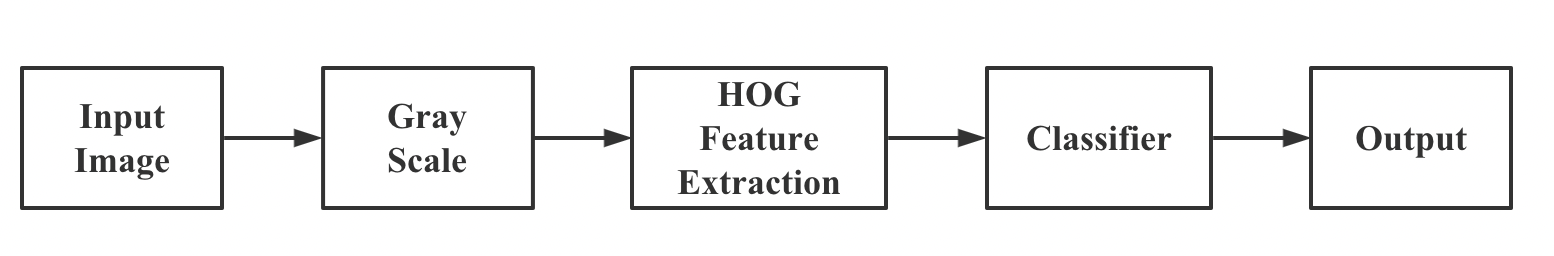 Input
Image
Gray
Scale
HOG
Feature
Extraction
Classifier
Output